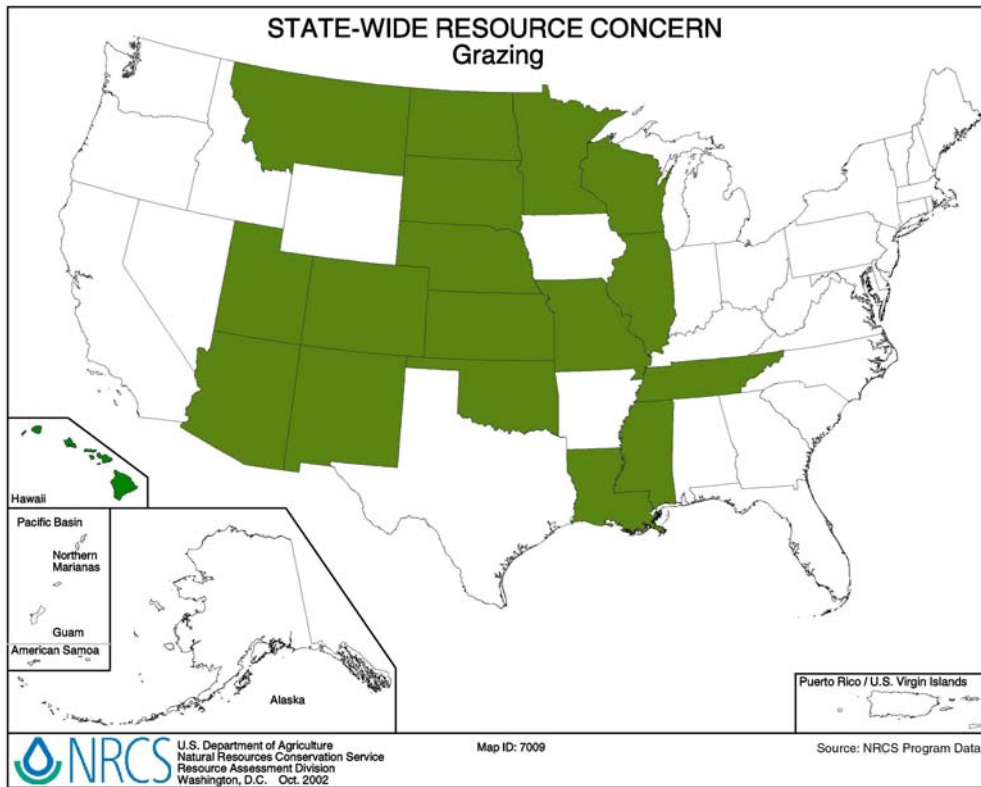 STATE-WIDE RESOURCE CONCERN
Grazing
Hawaii
Pacific Basin
Northern
Marianas
Guam
American Samoa
Alaska
Puerto Rico / U.S. Virgin Islands
NRCS
U.S. Department of Agriculture
Natural Resources Conservation Service
Resource Assessment Division
Washington, D.C. Oct. 2002
Map ID: 7009
Source: NRCS Program Data